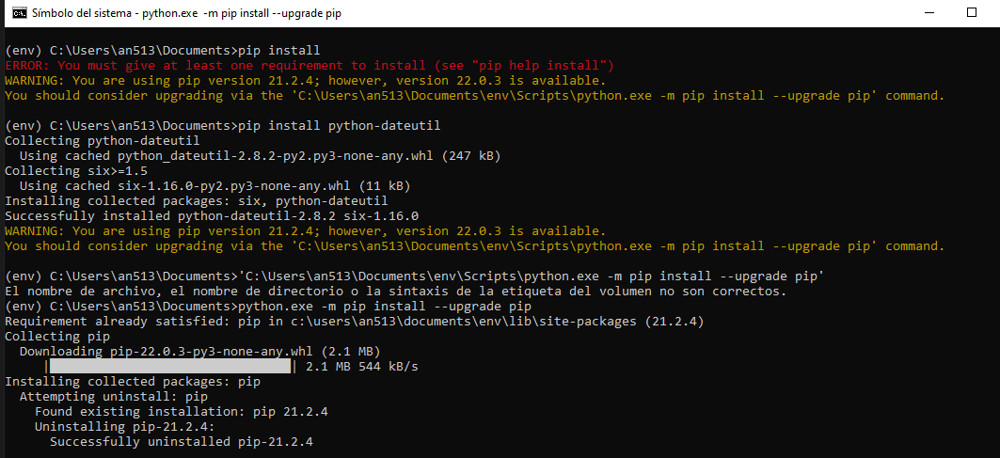 Símbolo del sistema - python.exe -m pip install --upgrade pip
(env) C:\Users\an513\Documents>pip install
ERROR: You must give at least one requirement to install (see "pip help install")
WARNING: You are using pip version 21.2.4; however, version 22.0.3 is available.
You should consider upgrading via the 'C:\Users\an513\Documents\env\Scripts\python.exe -m pip install --upgrade pip' command.
(env) C:\Users\an513\Documents>pip install python-dateutil
Collecting python-dateutil
  Using cached python_dateutil-2.8.2-py2.py3-none-any.whl (247 kB)
Collecting six>=1.5
  Using cached six-1.16.0-py2.py3-none-any.whl (11 kB)
Installing collected packages: six, python-dateutil
Successfully installed python-dateutil-2.8.2 six-1.16.0
WARNING: You are using pip version 21.2.4; however, version 22.0.3 is available.
You should consider upgrading via the 'C:\Users\an513\Documents\env\Scripts\python.exe -m pip install --upgrade pip' command.
(env) C:\Users\an513\Documents>'C:\Users\an513\Documents\env\Scripts\python.exe -m pip install --upgrade pip'
El nombre de archivo, el nombre de directorio o la sintaxis de la etiqueta del volumen no son correctos.
(env) C:\Users\an513\Documents>python.exe -m pip install --upgrade pip
Requirement already satisfied: pip in c:\users\an513\documents\env\lib\site-packages (21.2.4)
Collecting pip
  Downloading pip-22.0.3-py3-none-any.whl (2.1 MB)
     |████████████████████████████████| 2.1 MB 544 kB/s
Installing collected packages: pip
  Attempting uninstall: pip
    Found existing installation: pip 21.2.4
    Uninstalling pip-21.2.4:
      Successfully uninstalled pip-21.2.4